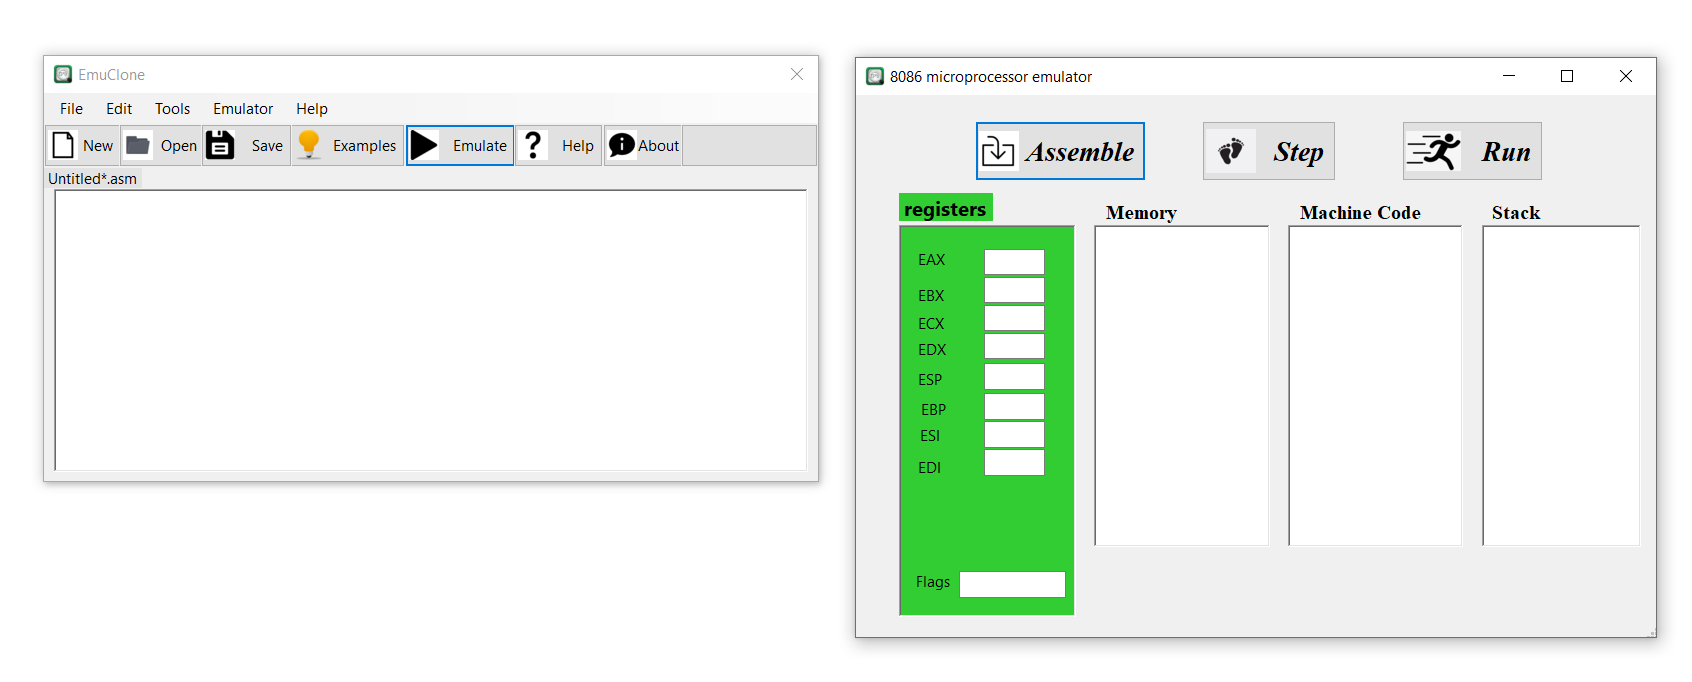 EmuClone
File Edit Tools Emulator Help
New Open Save Examples Emulate Help About
Untitled*.asm
8086 microprocessor emulator
Assemble Step Run
registers Memory Machine Code Stack
EAX
EBX
ECX
EDX
ESP
EBP
ESI
EDI
Flags